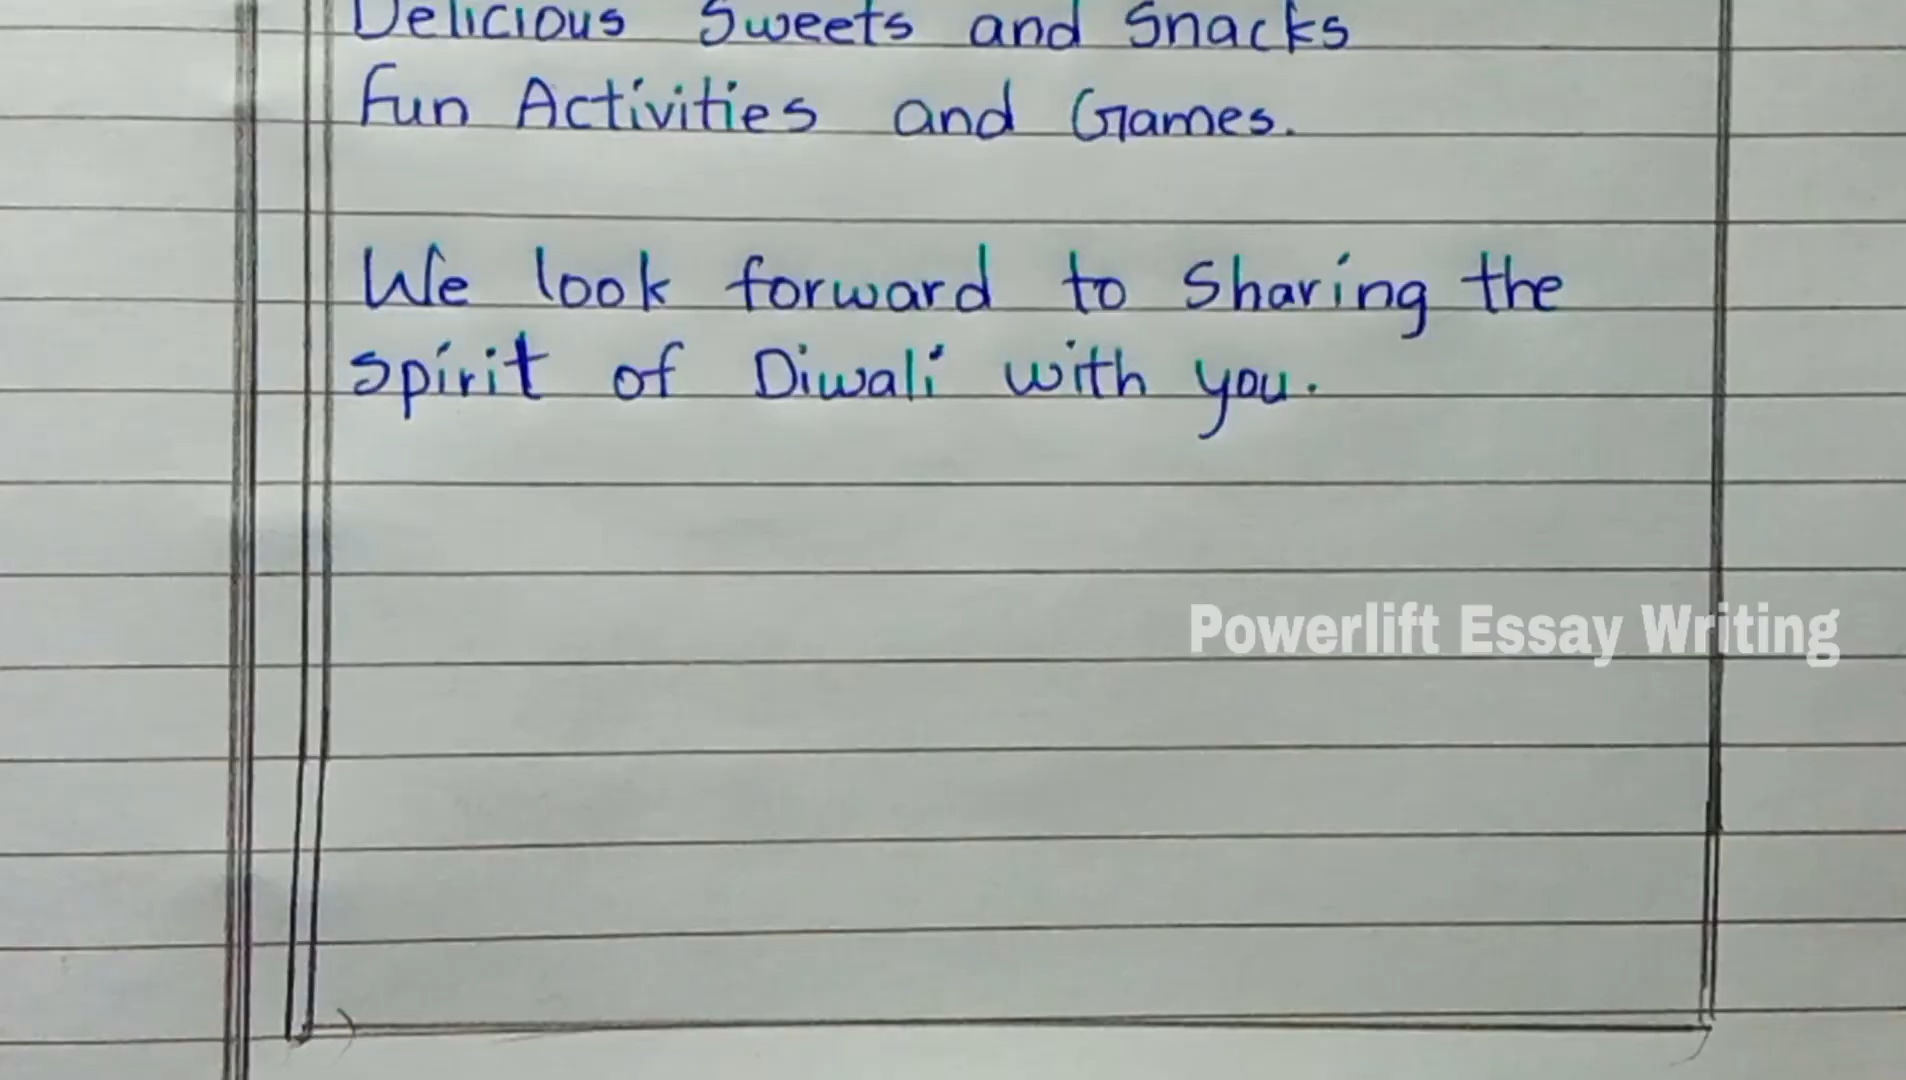 Delicious Sweets and Snacks
Fun Activities and Games.
We look forward to Sharing the
spirit of Diwali with you.
Powerlift Essay Writing